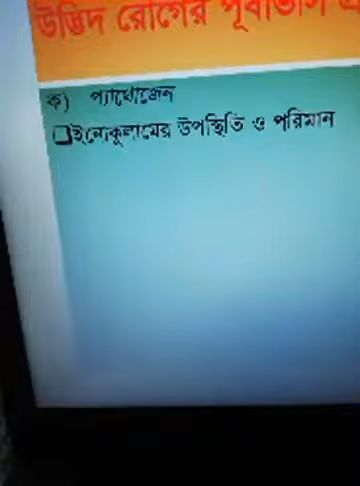 উদ্ভিদ রোগের পূর্বাভাস
ক) প্যাথোজেন
ইনোকুলামের উপস্থিতি ও পরিমান